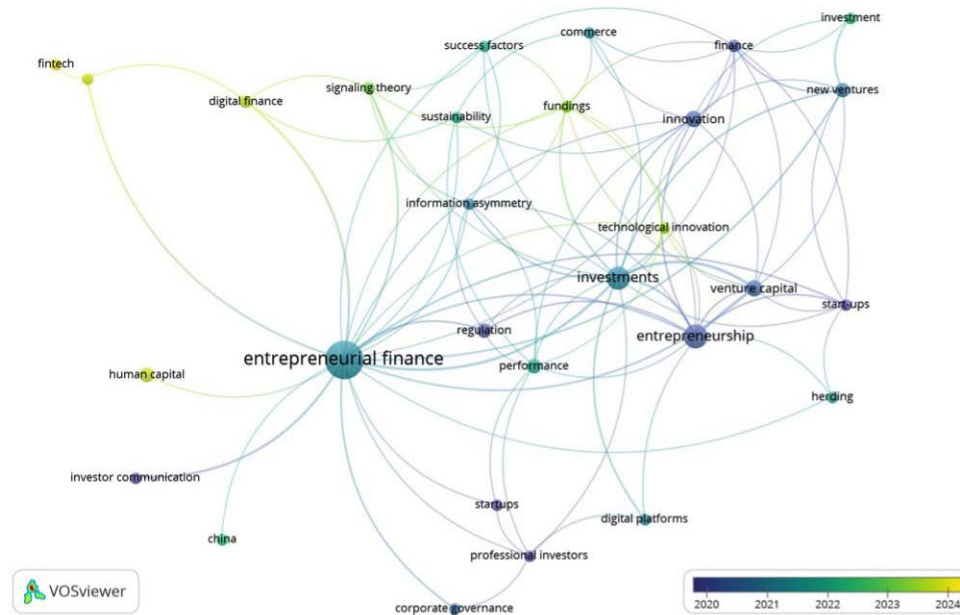 investment
commerce
success factors
finance
fintech
signaling theory
new ventures
digital finance
fundings
sustainability
innovation
information asymmetry
technological innovation
investments
venture capital
start-ups
regulation
entrepreneurship
entrepreneurial finance
performance
human capital
herding
investor communication
startups
digital platforms
china
professional investors
corporate governance
VOSviewer
2020 2021 2022 2023 2024